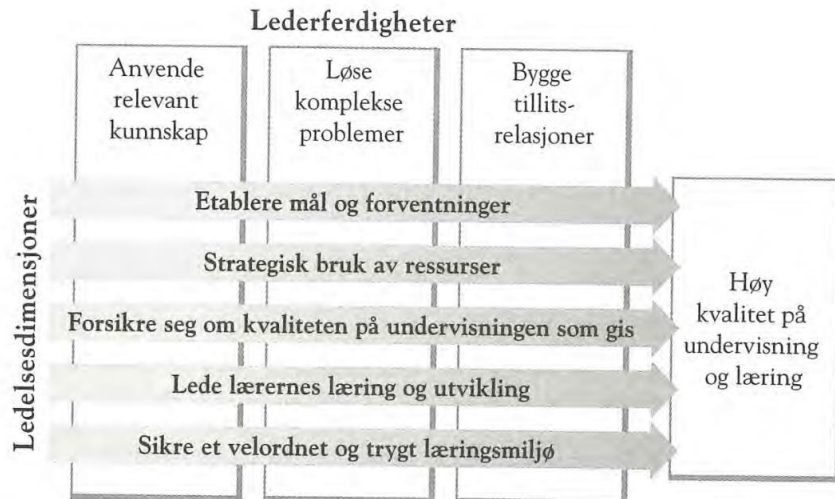 Lederferdigheter
Anvende
relevant
kunnskap
Løse
komplekse
problemer
Bygge
tillits-
relasjoner
Ledelsesdimensjoner
Etablere mål og forventninger
Strategisk bruk av ressurser
Forsikre seg om kvaliteten på undervisningen som gis
Lede lærernes læring og utvikling
Sikre et velordnet og trygt læringsmiljø
Høy
kvalitet på
undervisning
og læring